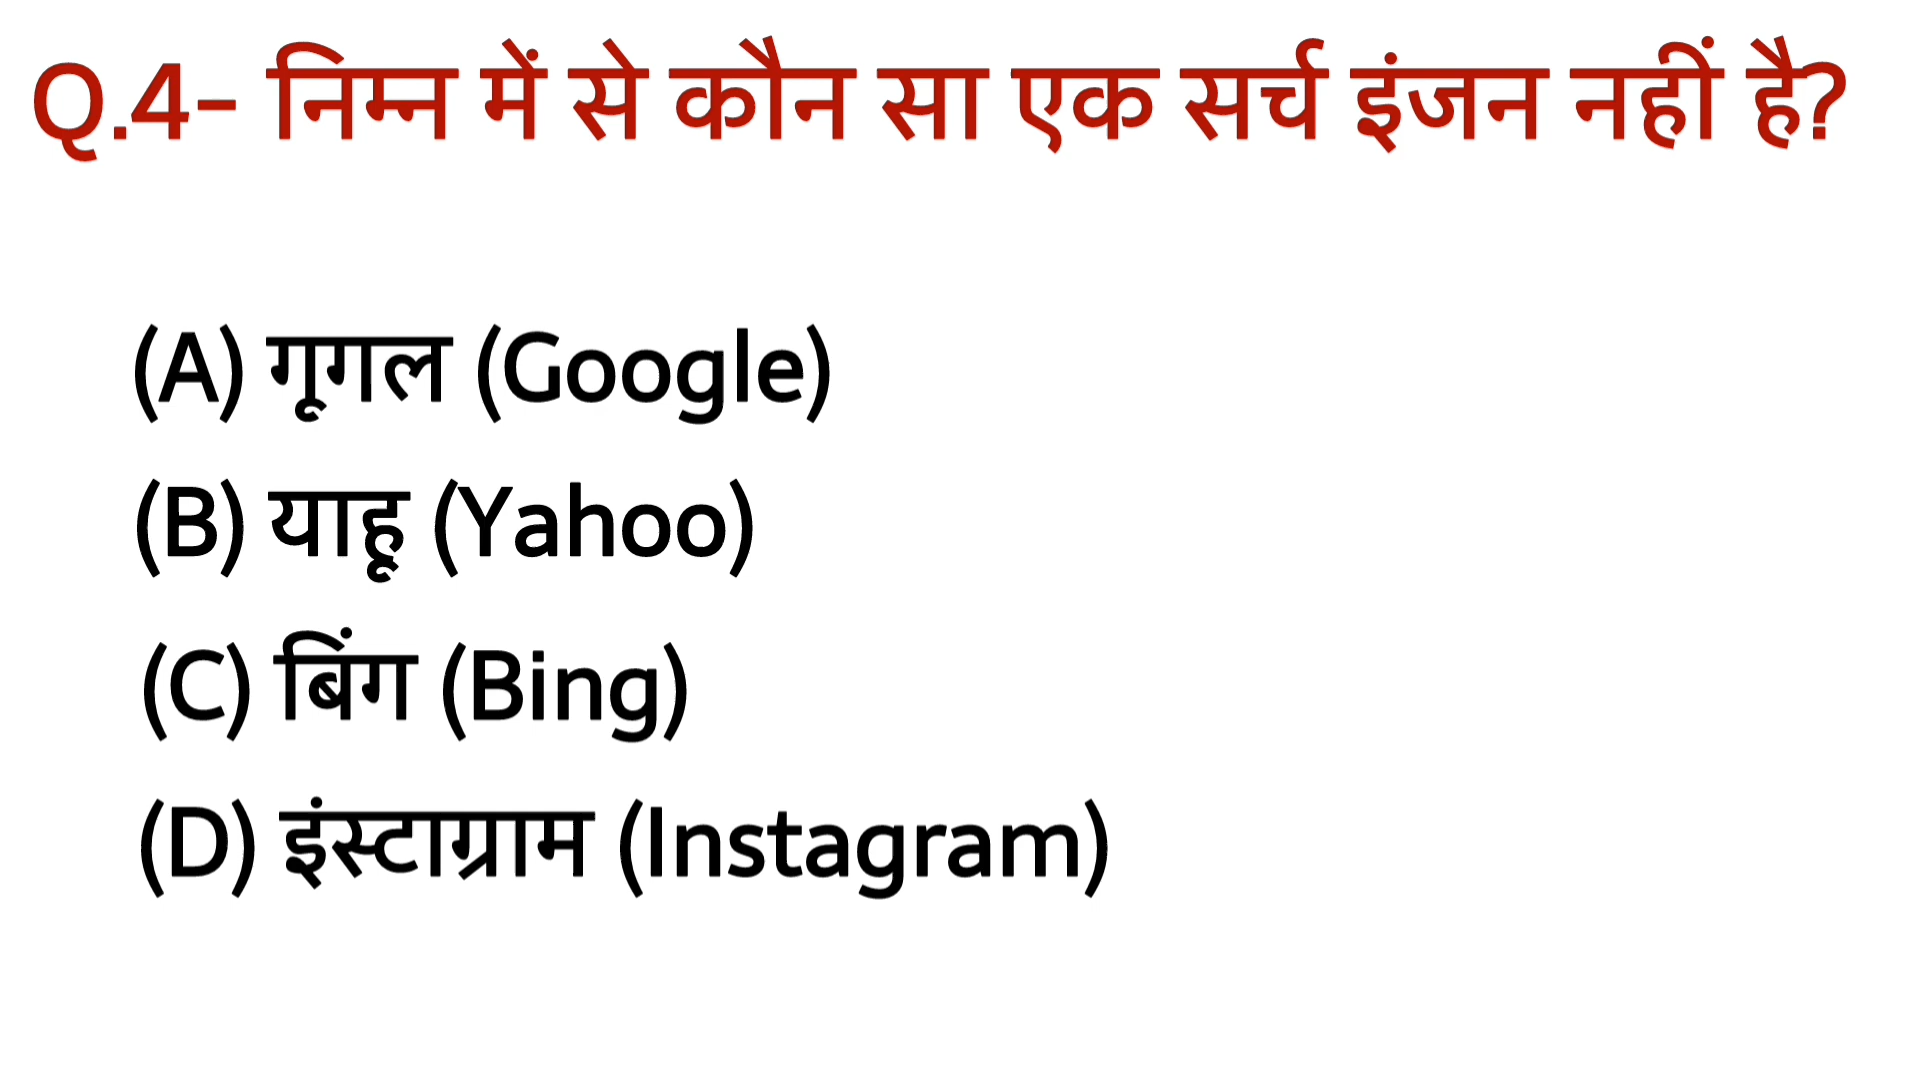 Q.4- निम्न में से कौन सा एक सर्च इंजन नहीं है?
(A) गूगल (Google)
(B) याहू (Yahoo)
(C) बिंग (Bing)
(D) इंस्टाग्राम (Instagram)